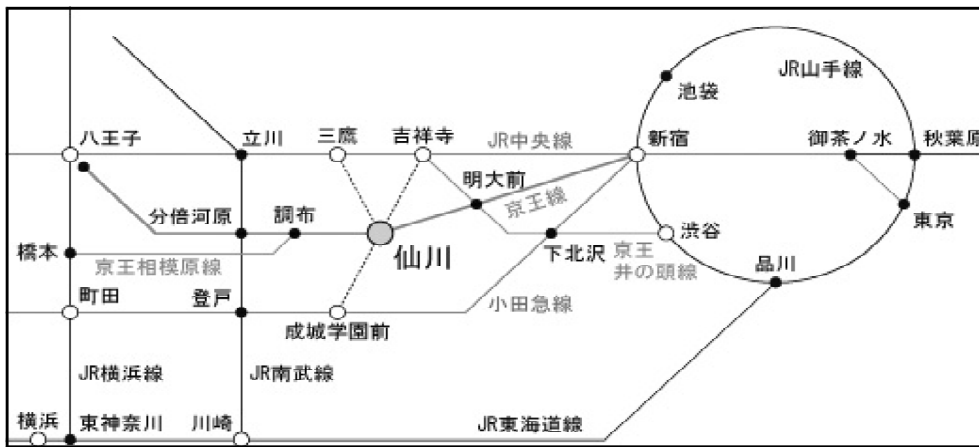 JR山手線
池袋
八王子
立川
三鷹
吉祥寺
JR中央線
新宿
御茶ノ水
秋葉原
明大前
京王線
分倍河原
調布
仙川
下北沢
渋谷
東京
橋本
京王相模原線
京王
井の頭線
品川
町田
登戸
成城学園前
小田急線
JR横浜線
JR南武線
横浜
東神奈川
川崎
JR東海道線